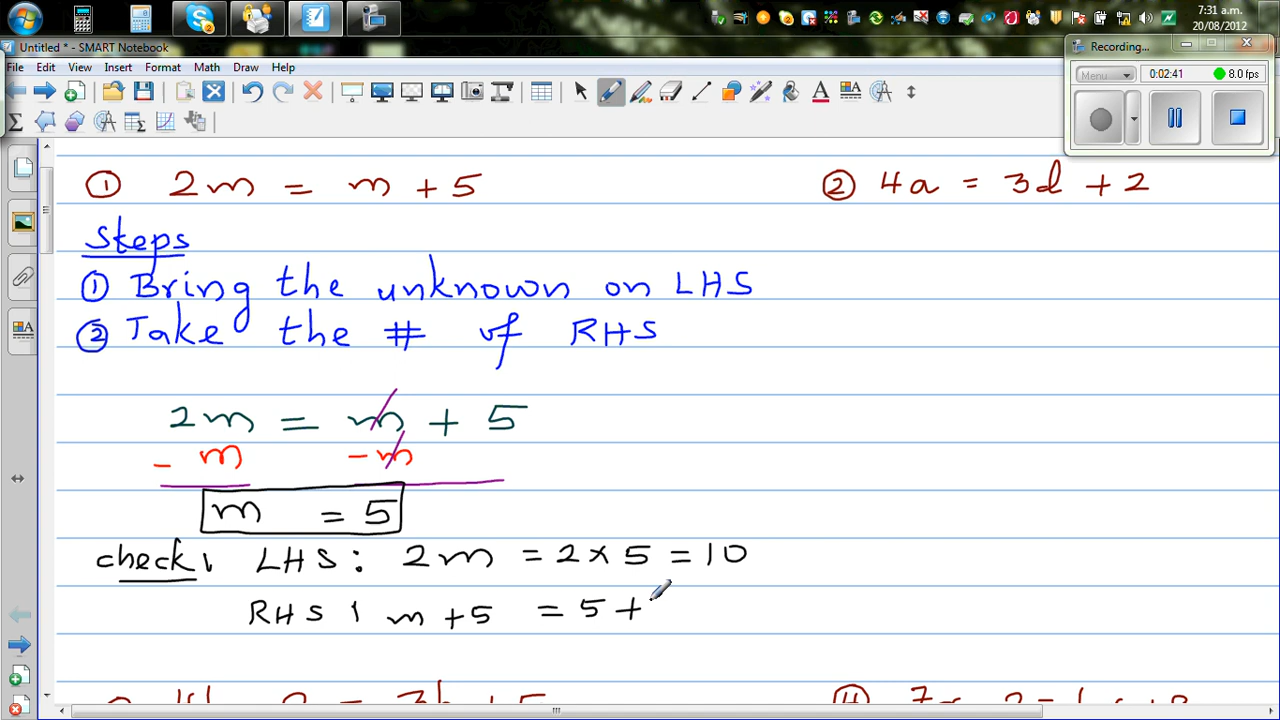 7:31 a.m.
20/08/2012
Untitled * - SMART Notebook
File Edit View Insert Format Math Draw Help
Recording...
Menu 0:02:41 8.0 fps
① 2m = m + 5
② 4a = 3d + 2
Steps
① Bring the unknown on LHS
② Take the # of RHS
2m = m + 5
- m - m
m = 5
check: LHS: 2m = 2 × 5 = 10
RHS : m + 5 = 5 +